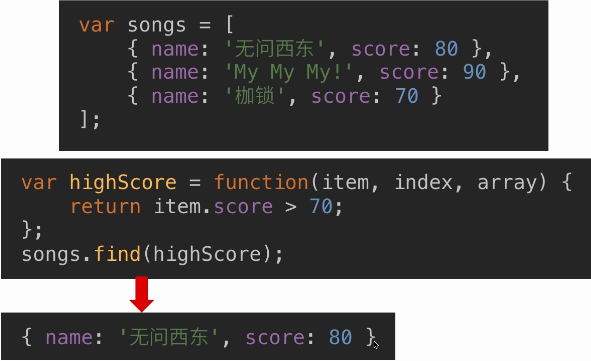 var songs = [
{ name: '无问西东', score: 80 },
{ name: 'My My My!', score: 90 },
{ name: '枷锁', score: 70 }
];
var highScore = function(item, index, array) {
return item.score > 70;
};
songs.find(highScore);
{ name: '无问西东', score: 80 }